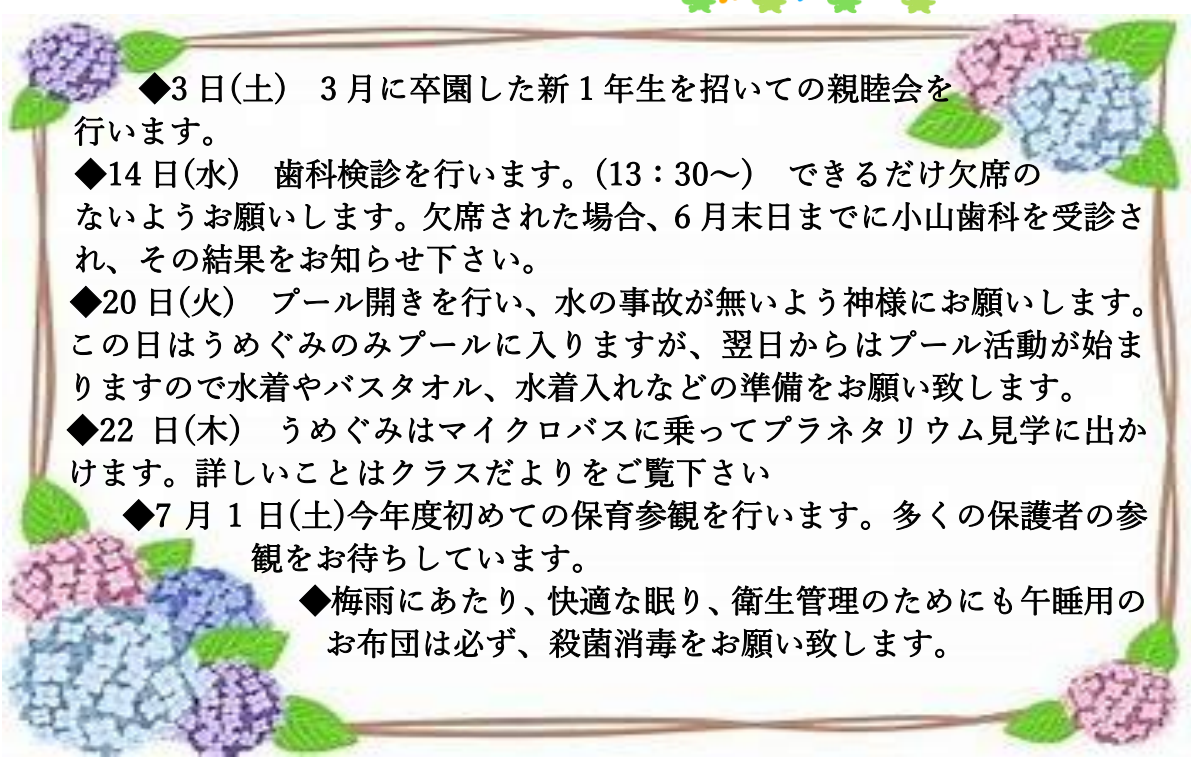 ◆3日(土)　3月に卒園した新1年生を招いての親睦会を
行います。
◆14日(水)　歯科検診を行います。(13：30～)　できるだけ欠席の
ないようお願いします。欠席された場合、6月末日までに小山歯科を受診さ
れ、その結果をお知らせ下さい。
◆20日(火)　プール開きを行い、水の事故が無いよう神様にお願いします。
この日はうめぐみのみプールに入りますが、翌日からはプール活動が始ま
りますので水着やバスタオル、水着入れなどの準備をお願い致します。
◆22 日(木)　うめぐみはマイクロバスに乗ってプラネタリウム見学に出か
けます。詳しいことはクラスだよりをご覧下さい
◆7月1日(土)今年度初めての保育参観を行います。多くの保護者の参
観をお待ちしています。
◆梅雨にあたり、快適な眠り、衛生管理のためにも午睡用の
お布団は必ず、殺菌消毒をお願い致します。